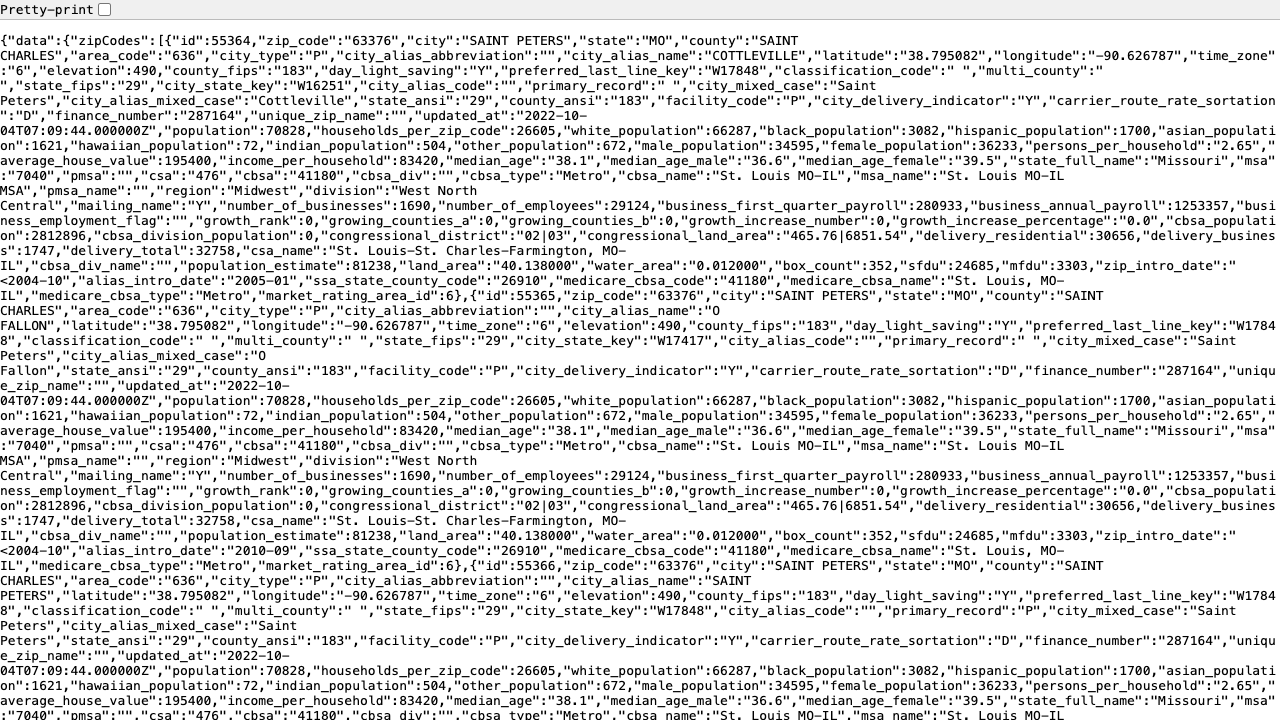 Pretty-print
{"data":{"zipCodes":[{"id":55364,"zip_code":"63376","city":"SAINT PETERS","state":"MO","county":"SAINT
CHARLES","area_code":"636","city_type":"P","city_alias_abbreviation":"","city_alias_name":"COTTLEVILLE","latitude":"38.795082","longitude":"-90.626787","time_zone"
:"6","elevation":490,"county_fips":"183","day_light_saving":"Y","preferred_last_line_key":"W17848","classification_code":" ","multi_county":"
","state_fips":"29","city_state_key":"W16251","city_alias_code":"","primary_record":" ","city_mixed_case":"Saint
Peters","city_alias_mixed_case":"Cottleville","state_ansi":"29","county_ansi":"183","facility_code":"P","city_delivery_indicator":"Y","carrier_route_rate_sortation
":"D","finance_number":"287164","unique_zip_name":"","updated_at":"2022-10-
04T07:09:44.000000Z","population":70828,"households_per_zip_code":26605,"white_population":66287,"black_population":3082,"hispanic_population":1700,"asian_populati
on":1621,"hawaiian_population":72,"indian_population":504,"other_population":672,"male_population":34595,"female_population":36233,"persons_per_household":"2.65","
average_house_value":195400,"income_per_household":83420,"median_age":"38.1","median_age_male":"36.6","median_age_female":"39.5","state_full_name":"Missouri","msa"
:"7040","pmsa":"","csa":"476","cbsa":"41180","cbsa_div":"","cbsa_type":"Metro","cbsa_name":"St. Louis MO-IL","msa_name":"St. Louis MO-IL
MSA","pmsa_name":"","region":"Midwest","division":"West North
Central","mailing_name":"Y","number_of_businesses":1690,"number_of_employees":29124,"business_first_quarter_payroll":280933,"business_annual_payroll":1253357,"busi
ness_employment_flag":"","growth_rank":0,"growing_counties_a":0,"growing_counties_b":0,"growth_increase_number":0,"growth_increase_percentage":"0.0","cbsa_populati
on":2812896,"cbsa_division_population":0,"congressional_district":"02|03","congressional_land_area":"465.76|6851.54","delivery_residential":30656,"delivery_busines
s":1747,"delivery_total":32758,"csa_name":"St. Louis-St. Charles-Farmington, MO-
IL","cbsa_div_name":"","population_estimate":81238,"land_area":"40.138000","water_area":"0.012000","box_count":352,"sfdu":24685,"mfdu":3303,"zip_intro_date":"
<2004-10","alias_intro_date":"2005-01","ssa_state_county_code":"26910","medicare_cbsa_code":"41180","medicare_cbsa_name":"St. Louis, MO-
IL","medicare_cbsa_type":"Metro","market_rating_area_id":6},{"id":55365,"zip_code":"63376","city":"SAINT PETERS","state":"MO","county":"SAINT
CHARLES","area_code":"636","city_type":"P","city_alias_abbreviation":"","city_alias_name":"O
FALLON","latitude":"38.795082","longitude":"-90.626787","time_zone":"6","elevation":490,"county_fips":"183","day_light_saving":"Y","preferred_last_line_key":"W1784
8","classification_code":" ","multi_county":" ","state_fips":"29","city_state_key":"W17417","city_alias_code":"","primary_record":" ","city_mixed_case":"Saint
Peters","city_alias_mixed_case":"O
Fallon","state_ansi":"29","county_ansi":"183","facility_code":"P","city_delivery_indicator":"Y","carrier_route_rate_sortation":"D","finance_number":"287164","uniqu
e_zip_name":"","updated_at":"2022-10-
04T07:09:44.000000Z","population":70828,"households_per_zip_code":26605,"white_population":66287,"black_population":3082,"hispanic_population":1700,"asian_populati
on":1621,"hawaiian_population":72,"indian_population":504,"other_population":672,"male_population":34595,"female_population":36233,"persons_per_household":"2.65","
average_house_value":195400,"income_per_household":83420,"median_age":"38.1","median_age_male":"36.6","median_age_female":"39.5","state_full_name":"Missouri","msa"
:"7040","pmsa":"","csa":"476","cbsa":"41180","cbsa_div":"","cbsa_type":"Metro","cbsa_name":"St. Louis MO-IL","msa_name":"St. Louis MO-IL
MSA","pmsa_name":"","region":"Midwest","division":"West North
Central","mailing_name":"Y","number_of_businesses":1690,"number_of_employees":29124,"business_first_quarter_payroll":280933,"business_annual_payroll":1253357,"busi
ness_employment_flag":"","growth_rank":0,"growing_counties_a":0,"growing_counties_b":0,"growth_increase_number":0,"growth_increase_percentage":"0.0","cbsa_populati
on":2812896,"cbsa_division_population":0,"congressional_district":"02|03","congressional_land_area":"465.76|6851.54","delivery_residential":30656,"delivery_busines
s":1747,"delivery_total":32758,"csa_name":"St. Louis-St. Charles-Farmington, MO-
IL","cbsa_div_name":"","population_estimate":81238,"land_area":"40.138000","water_area":"0.012000","box_count":352,"sfdu":24685,"mfdu":3303,"zip_intro_date":"
<2004-10","alias_intro_date":"2010-09","ssa_state_county_code":"26910","medicare_cbsa_code":"41180","medicare_cbsa_name":"St. Louis, MO-
IL","medicare_cbsa_type":"Metro","market_rating_area_id":6},{"id":55366,"zip_code":"63376","city":"SAINT PETERS","state":"MO","county":"SAINT
CHARLES","area_code":"636","city_type":"P","city_alias_abbreviation":"","city_alias_name":"SAINT
PETERS","latitude":"38.795082","longitude":"-90.626787","time_zone":"6","elevation":490,"county_fips":"183","day_light_saving":"Y","preferred_last_line_key":"W1784
8","classification_code":" ","multi_county":" ","state_fips":"29","city_state_key":"W17848","city_alias_code":"","primary_record":"P","city_mixed_case":"Saint
Peters","city_alias_mixed_case":"Saint
Peters","state_ansi":"29","county_ansi":"183","facility_code":"P","city_delivery_indicator":"Y","carrier_route_rate_sortation":"D","finance_number":"287164","uniqu
e_zip_name":"","updated_at":"2022-10-
04T07:09:44.000000Z","population":70828,"households_per_zip_code":26605,"white_population":66287,"black_population":3082,"hispanic_population":1700,"asian_populati
on":1621,"hawaiian_population":72,"indian_population":504,"other_population":672,"male_population":34595,"female_population":36233,"persons_per_household":"2.65","
average_house_value":195400,"income_per_household":83420,"median_age":"38.1","median_age_male":"36.6","median_age_female":"39.5","state_full_name":"Missouri","msa"
:"7040","pmsa":"","csa":"476","cbsa":"41180","cbsa_div":"","cbsa_type":"Metro","cbsa_name":"St. Louis MO-IL","msa_name":"St. Louis MO-IL